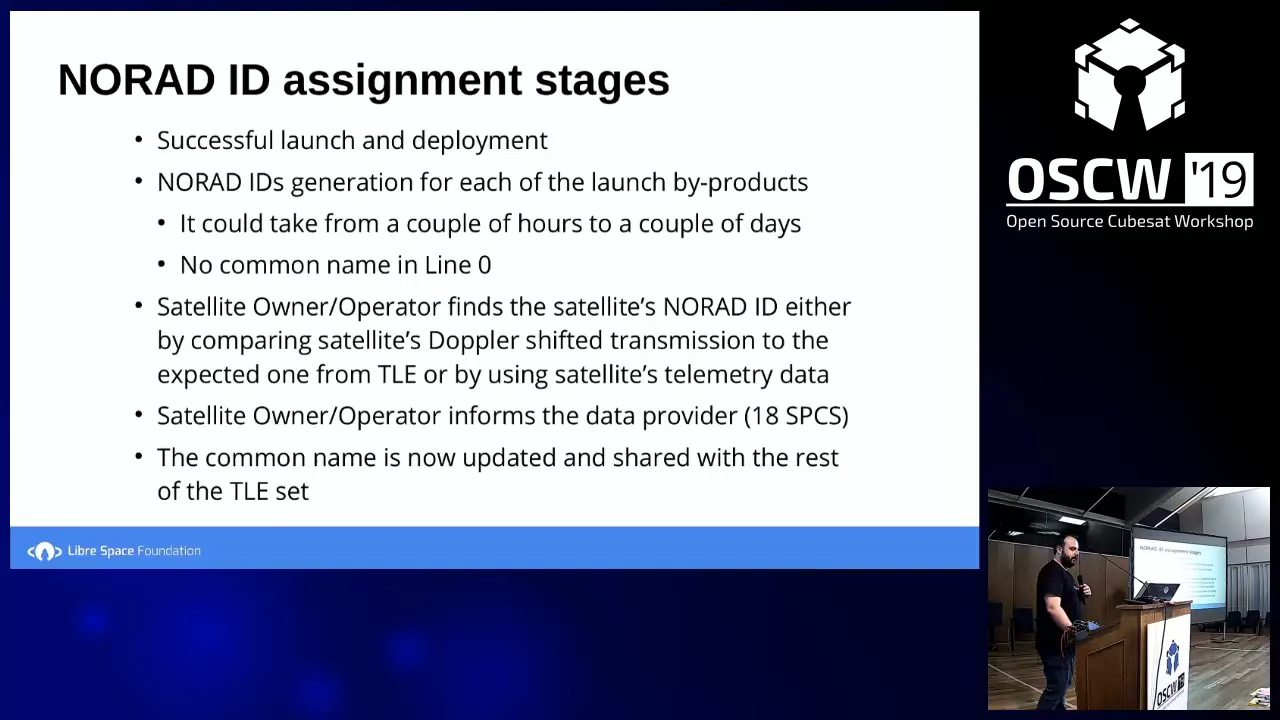 NORAD ID assignment stages
• Successful launch and deployment
• NORAD IDs generation for each of the launch by-products
• It could take from a couple of hours to a couple of days
• No common name in Line 0
• Satellite Owner/Operator finds the satellite’s NORAD ID either
by comparing satellite’s Doppler shifted transmission to the
expected one from TLE or by using satellite’s telemetry data
• Satellite Owner/Operator informs the data provider (18 SPCS)
• The common name is now updated and shared with the rest
of the TLE set
Libre Space Foundation
OSCW '19
Open Source Cubesat Workshop
NORAD ID assignment stages
OSCW